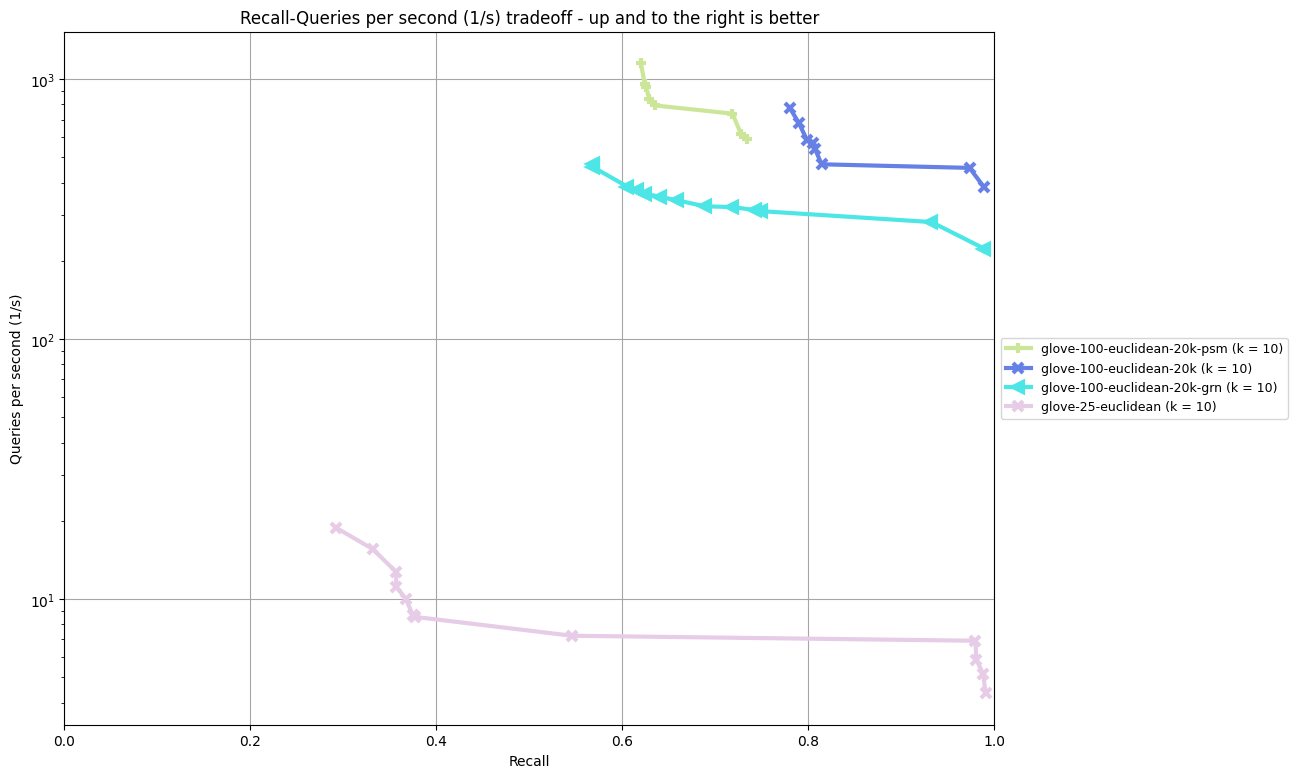 Recall-Queries per second (1/s) tradeoff - up and to the right is better
Queries per second (1/s)
10³
10²
10¹
0.0 0.2 0.4 0.6 0.8 1.0
Recall
glove-100-euclidean-20k-psm (k = 10)
glove-100-euclidean-20k (k = 10)
glove-100-euclidean-20k-grn (k = 10)
glove-25-euclidean (k = 10)